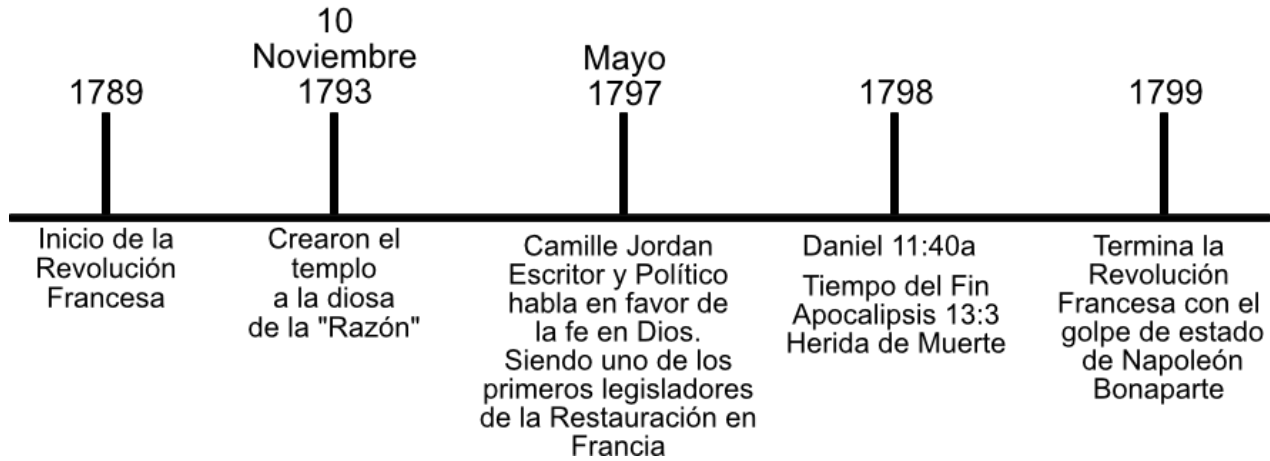 10
Noviembre
1793
Mayo
1797
1789
1798
1799
Inicio de la
Revolución
Francesa
Crearon el
templo
a la diosa
de la "Razón"
Camille Jordan
Escritor y Político
habla en favor de
la fe en Dios.
Siendo uno de los
primeros legisladores
de la Restauración en
Francia
Daniel 11:40a
Tiempo del Fin
Apocalipsis 13:3
Herida de Muerte
Termina la
Revolución
Francesa con el
golpe de estado
de Napoleón
Bonaparte